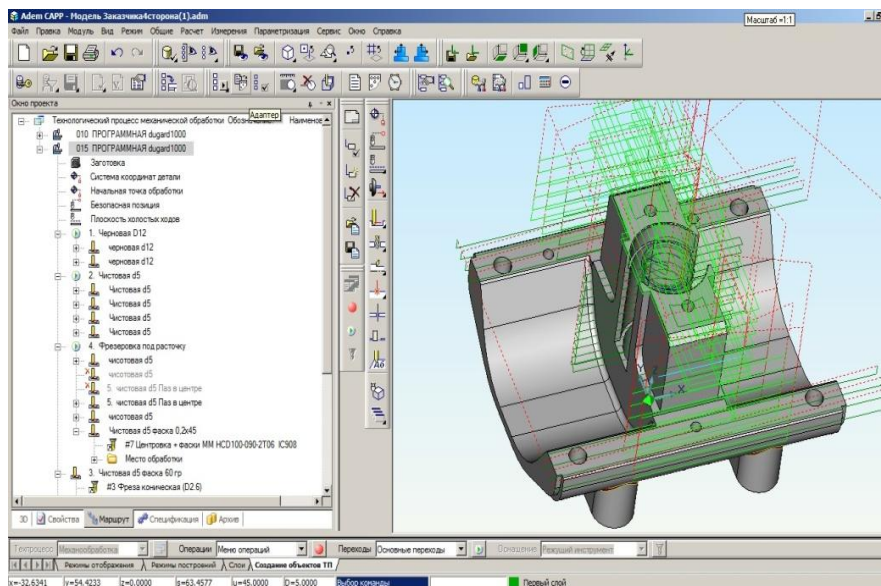 Adem CAPP - Модель Заказчика4сторона(1).adm
Масштаб =1:1
Файл Правка Модуль Вид Режим Общие Расчет Измерения Параметризация Сервис Окно Справка
Окно проекта
Адаптер
Технологический процесс механической обработки
010 ПРОГРАММНАЯ dugard1000
015 ПРОГРАММНАЯ dugard1000
Заготовка
Система координат детали
Начальная точка обработки
Безопасная позиция
Плоскость холостых ходов
1. Черновая D12
черновая d12
черновая d12
2. Чистовая d5
Чистовая d5
Чистовая d5
Чистовая d5
Чистовая d5
4. Фрезеровка под расточку
чисотовая d5
чисотовая d5
5. чистовая d5 Паз в центре
5. чистовая d5 Паз в центре
чисотовая d5
Чистовая d5 фаска 0,2x45
#7 Центровка + фаски MM HCD100-090-2T06 IC908
Место обработки
3. Чистовая d5 фаска 60 гр
#3 Фреза коническая (D2.6)
3D Свойства Маршрут Спецификация Архив
Техпроцесс Механообработка Операции Меню операций Переходы Основные переходы Оснащение Режущий инструмент
Режимы отображения Режимы построений Слои Создание объектов ТП
x=-32.6341 y=54.4233 z=0.0000 s=63.4577 u=45.0000 D=5.0000 Выбор команды Первый слой